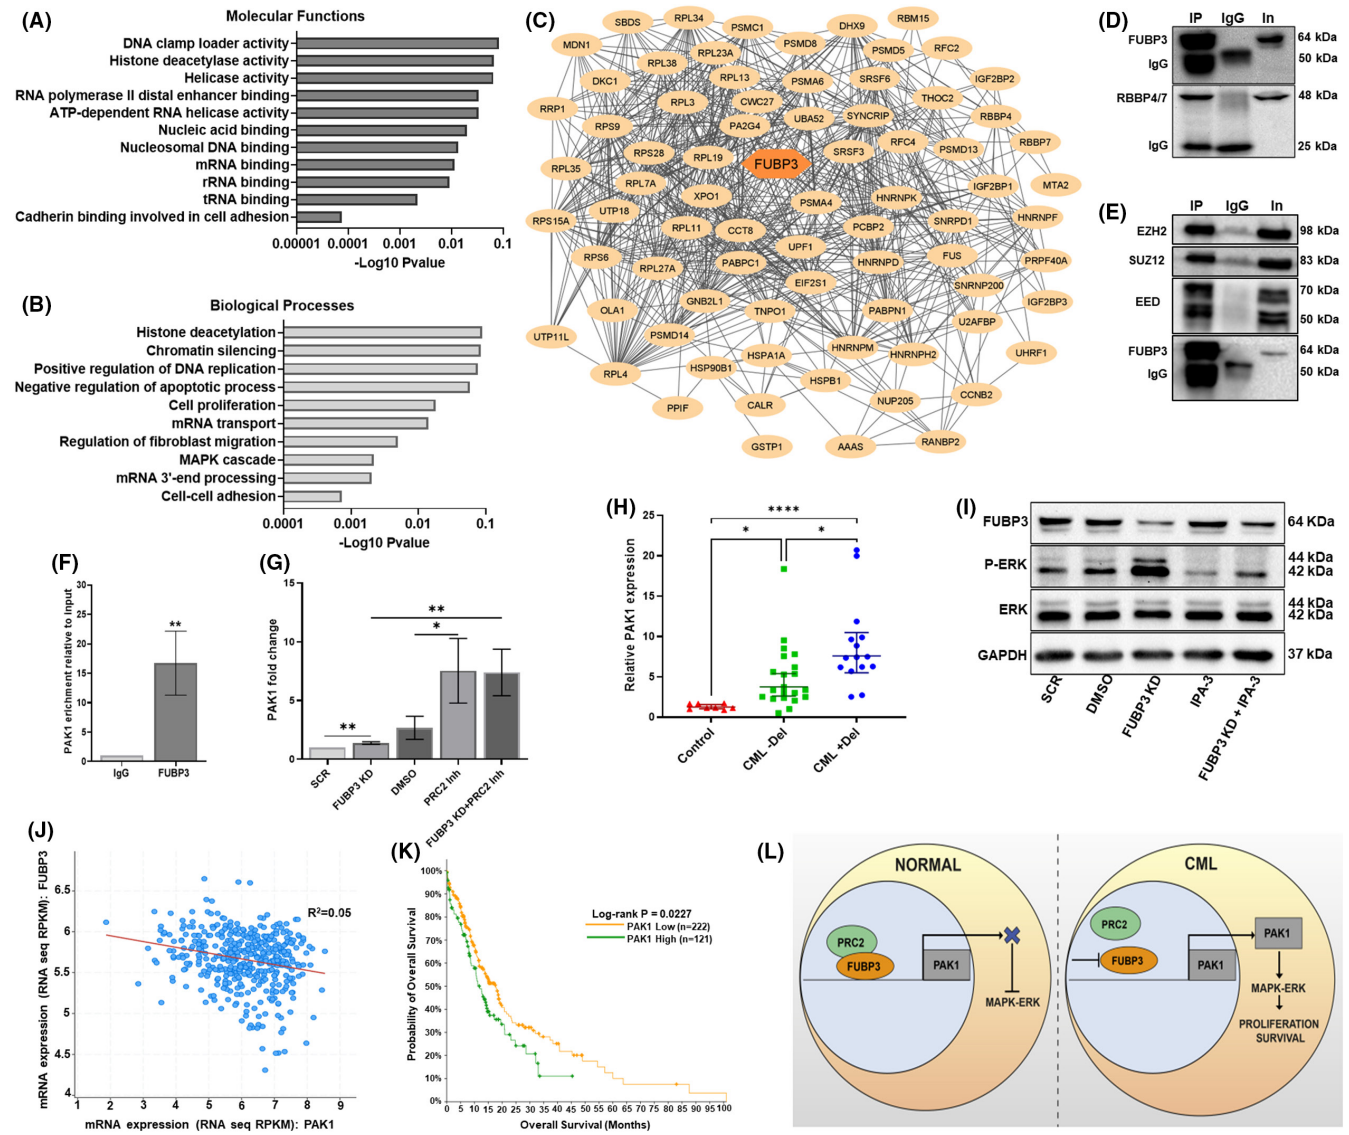 (A)
Molecular Functions
DNA clamp loader activity
Histone deacetylase activity
Helicase activity
RNA polymerase II distal enhancer binding
ATP-dependent RNA helicase activity
Nucleic acid binding
Nucleosomal DNA binding
mRNA binding
rRNA binding
tRNA binding
Cadherin binding involved in cell adhesion
0.00001 0.0001 0.001 0.01 0.1
-Log10 Pvalue
(B)
Biological Processes
Histone deacetylation
Chromatin silencing
Positive regulation of DNA replication
Negative regulation of apoptotic process
Cell proliferation
mRNA transport
Regulation of fibroblast migration
MAPK cascade
mRNA 3'-end processing
Cell-cell adhesion
0.0001 0.001 0.01 0.1
-Log10 Pvalue
(C)
SBDS RPL34 PSMC1 DHX9 RBM15
MDN1 RPL23A PSMD8 PSMD5 RFC2
RPL38
DKC1 RPL13 PSMA6 SRSF6 IGF2BP2
RRP1 RPL3 CWC27 THOC2
RPS9 PA2G4 UBA52 SYNCRIP RBBP4
RPS28 RPL19 SRSF3 RFC4 PSMD13 RBBP7
FUBP3
RPL35 RPL7A XPO1 PSMA4 HNRNPK IGF2BP1 MTA2
RPS15A UTP18 RPL11 CCT8 PCBP2 SNRPD1 HNRNPF
UPF1
RPS6 RPL27A PABPC1 HNRNPD FUS PRPF40A
EIF2S1 SNRNP200
OLA1 GNB2L1 TNPO1 PABPN1 U2AFBP IGF2BP3
UTP11L PSMD14 HSPA1A HNRNPM HNRNPH2 UHRF1
RPL4 HSP90B1 HSPB1
PPIF CALR NUP205 CCNB2
GSTP1 AAAS RANBP2
(D)
IP IgG In
FUBP3 64 kDa
IgG 50 kDa
RBBP4/7 48 kDa
IgG 25 kDa
(E)
IP IgG In
EZH2 98 kDa
SUZ12 83 kDa
EED 70 kDa
50 kDa
FUBP3 64 kDa
IgG 50 kDa
(F)
PAK1 enrichment relative to input
30
25
20
15
10
5
0
**
IgG FUBP3
(G)
PAK1 fold change
15
10
5
0
**
**
*
SCR
FUBP3 KD
DMSO
PRC2 Inh
FUBP3 KD+PRC2 Inh
(H)
Relative PAK1 expression
25
20
15
10
5
0
****
* *
Control
CML -Del
CML +Del
(I)
FUBP3 64 KDa
P-ERK 44 kDa
42 kDa
ERK 44 kDa
42 kDa
GAPDH 37 kDa
SCR
DMSO
FUBP3 KD
IPA-3
FUBP3 KD + IPA-3
(J)
mRNA expression (RNA seq RPKM): FUBP3
6.5
6
5.5
5
4.5
4
R²=0.05
1 2 3 4 5 6 7 8 9
mRNA expression (RNA seq RPKM): PAK1
(K)
Probability of Overall Survival
100%
90%
80%
70%
60%
50%
40%
30%
20%
10%
0%
Log-rank P = 0.0227
PAK1 Low (n=222)
PAK1 High (n=121)
0 5 10 15 20 25 30 35 40 45 50 55 60 65 70 75 80 85 90 95 100
Overall Survival (Months)
(L)
NORMAL
PRC2
FUBP3
PAK1
MAPK-ERK
CML
PRC2
FUBP3
PAK1
PAK1
MAPK-ERK
PROLIFERATION
SURVIVAL